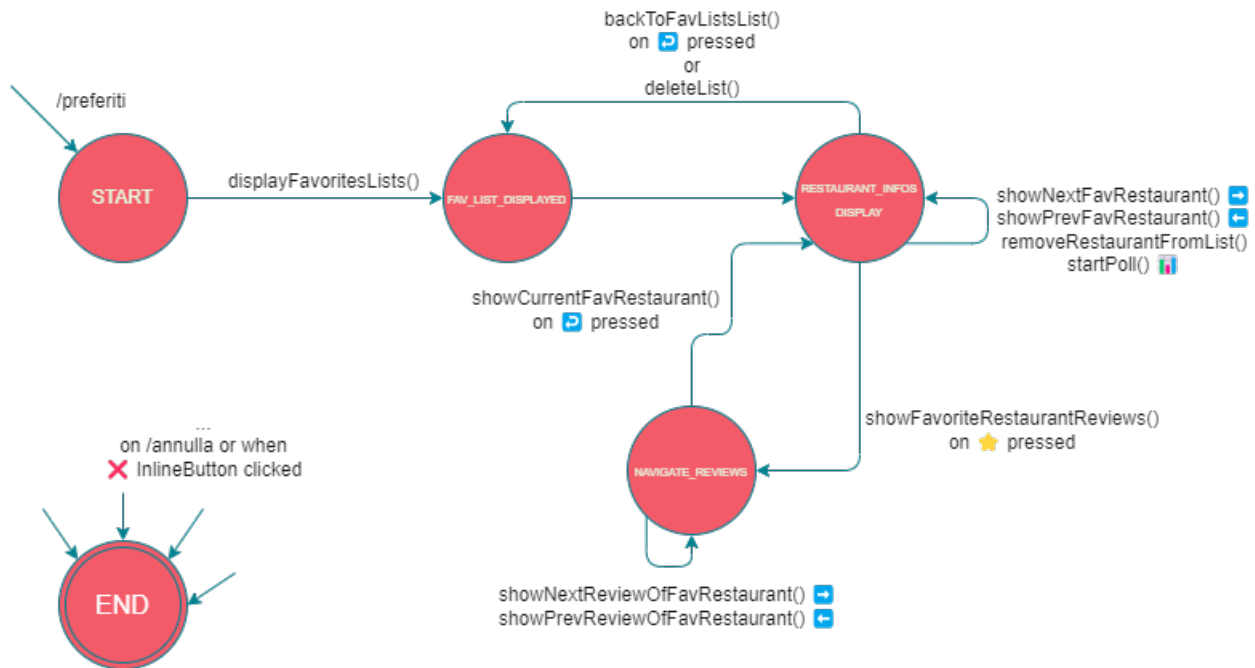 backToFavListsList()
on ↩ pressed
or
deleteList()
/preferiti
START
displayFavoritesLists()
FAV_LIST_DISPLAYED
RESTAURANT_INFOS
DISPLAY
showNextFavRestaurant() ➡
showPrevFavRestaurant() ⬅
removeRestaurantFromList()
startPoll() 📊
showCurrentFavRestaurant()
on ↩ pressed
showFavoriteRestaurantReviews()
on ⭐ pressed
NAVIGATE_REVIEWS
showNextReviewOfFavRestaurant() ➡
showPrevReviewOfFavRestaurant() ⬅
...
on /annulla or when
❌ InlineButton clicked
END